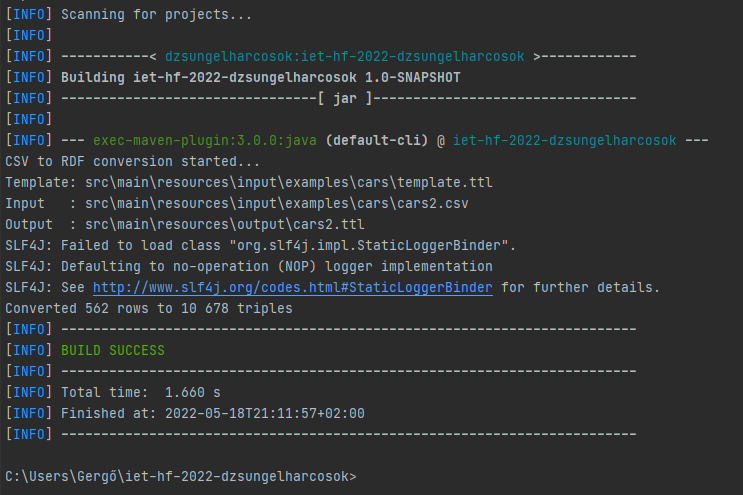 [INFO] Scanning for projects...
[INFO]
[INFO] -----------< dzsungelharcosok:iet-hf-2022-dzsungelharcosok >------------
[INFO] Building iet-hf-2022-dzsungelharcosok 1.0-SNAPSHOT
[INFO] --------------------------------[ jar ]---------------------------------
[INFO]
[INFO] --- exec-maven-plugin:3.0.0:java (default-cli) @ iet-hf-2022-dzsungelharcosok ---
CSV to RDF conversion started...
Template: src\main\resources\input\examples\cars\template.ttl
Input   : src\main\resources\input\examples\cars\cars2.csv
Output  : src\main\resources\output\cars2.ttl
SLF4J: Failed to load class "org.slf4j.impl.StaticLoggerBinder".
SLF4J: Defaulting to no-operation (NOP) logger implementation
SLF4J: See http://www.slf4j.org/codes.html#StaticLoggerBinder for further details.
Converted 562 rows to 10 678 triples
[INFO] ------------------------------------------------------------------------
[INFO] BUILD SUCCESS
[INFO] ------------------------------------------------------------------------
[INFO] Total time:  1.660 s
[INFO] Finished at: 2022-05-18T21:11:57+02:00
[INFO] ------------------------------------------------------------------------
C:\Users\Gergő\iet-hf-2022-dzsungelharcosok>